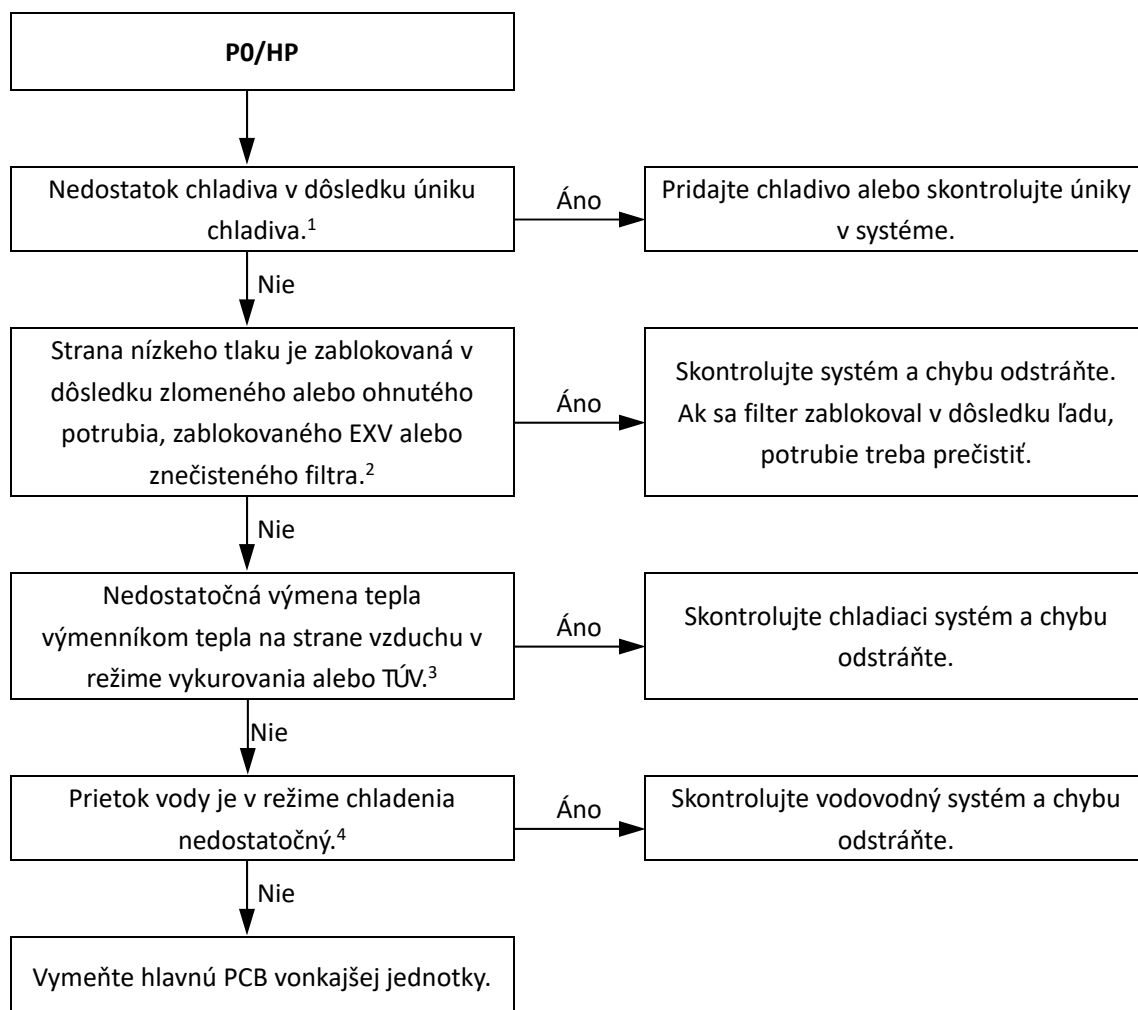 P0/HP
Nedostatok chladiva v dôsledku úniku
chladiva.1
Áno
Pridajte chladivo alebo skontrolujte úniky
v systéme.
Nie
Strana nízkeho tlaku je zablokovaná v
dôsledku zlomeného alebo ohnutého
potrubia, zablokovaného EXV alebo
znečisteného filtra.2
Áno
Skontrolujte systém a chybu odstráňte.
Ak sa filter zablokoval v dôsledku ľadu,
potrubie treba prečistiť.
Nie
Nedostatočná výmena tepla
výmenníkom tepla na strane vzduchu v
režime vykurovania alebo TÚV.3
Áno
Skontrolujte chladiaci systém a chybu
odstráňte.
Nie
Prietok vody je v režime chladenia
nedostatočný.4
Áno
Skontrolujte vodovodný systém a chybu
odstráňte.
Nie
Vymeňte hlavnú PCB vonkajšej jednotky.